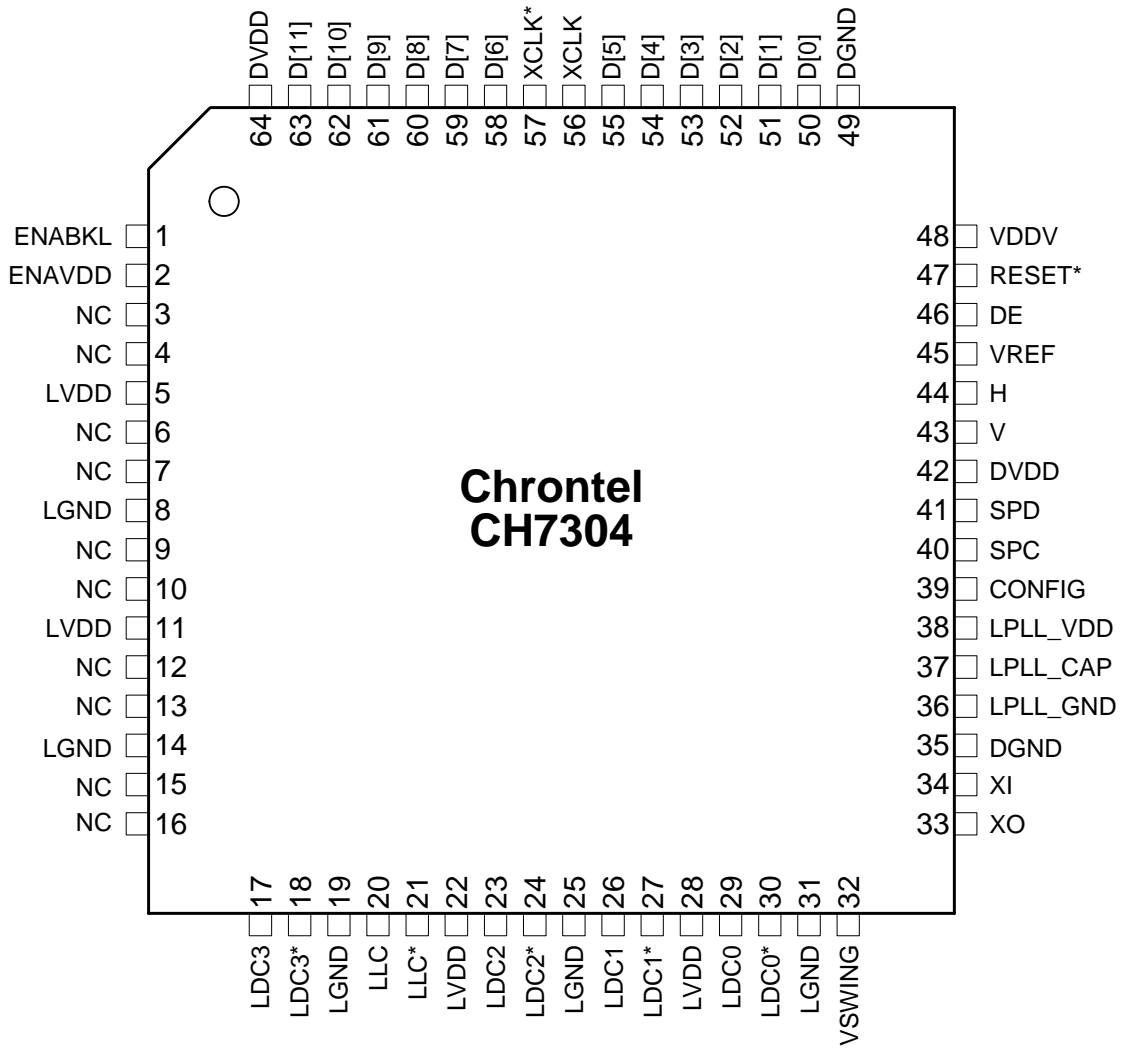 DVDD
D[11]
D[10]
D[9]
D[8]
D[7]
D[6]
XCLK*
XCLK
D[5]
D[4]
D[3]
D[2]
D[1]
D[0]
DGND
64
63
62
61
60
59
58
57
56
55
54
53
52
51
50
49
ENABKL 1
ENAVDD 2
NC 3
NC 4
LVDD 5
NC 6
NC 7
LGND 8
NC 9
NC 10
LVDD 11
NC 12
NC 13
LGND 14
NC 15
NC 16
Chrontel
CH7304
48 VDDV
47 RESET*
46 DE
45 VREF
44 H
43 V
42 DVDD
41 SPD
40 SPC
39 CONFIG
38 LPLL_VDD
37 LPLL_CAP
36 LPLL_GND
35 DGND
34 XI
33 XO
17
18
19
20
21
22
23
24
25
26
27
28
29
30
31
32
LDC3
LDC3*
LGND
LLC
LLC*
LVDD
LDC2
LDC2*
LGND
LDC1
LDC1*
LVDD
LDC0
LDC0*
LGND
VSWING